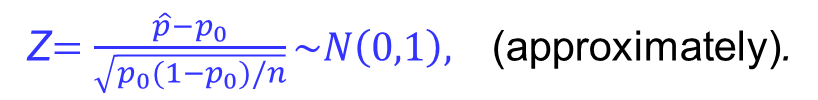 Z= (p̂−p₀)/√(p₀(1−p₀)/n) ~N(0,1), (approximately).